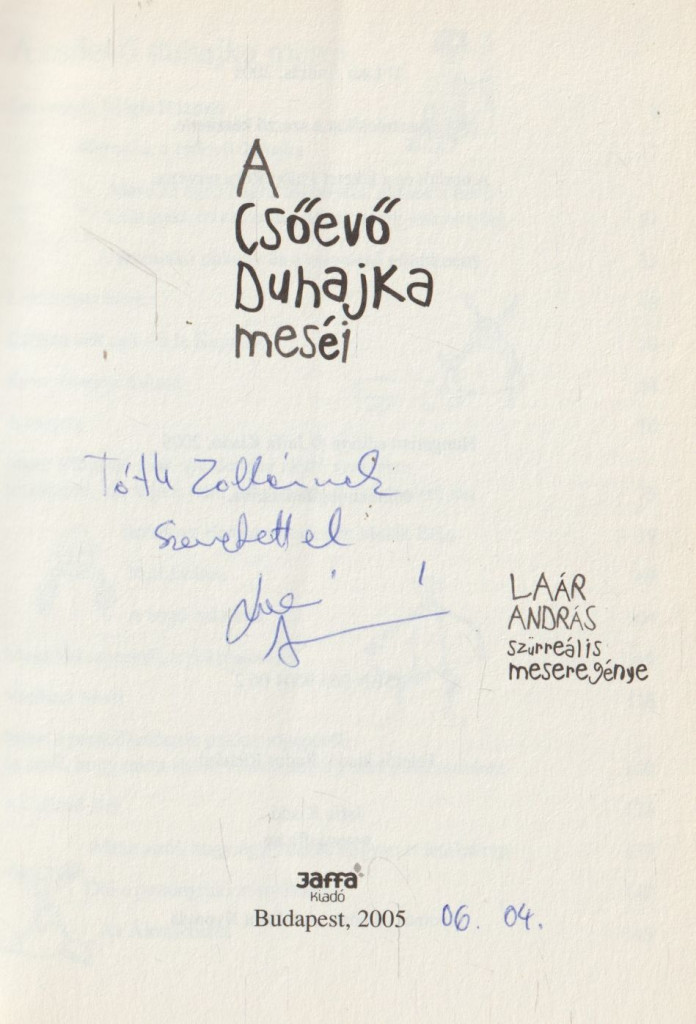 A
Csőevő
Duhajka
meséi
Tóth Zoltánnak
szeretettel
LAÁR
ANDRÁS
szürreális
meseregénye
Jaffa
kiadó
Budapest, 2005 06. 04.